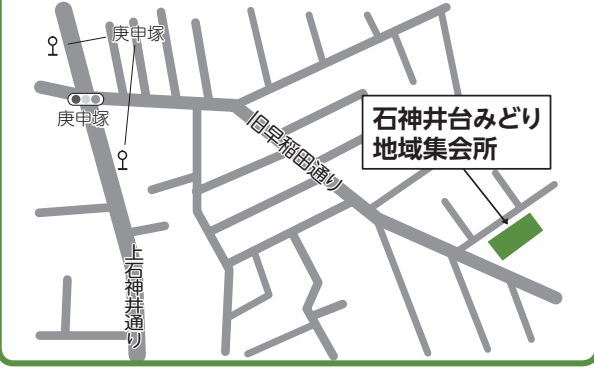 庚申塚
庚申塚
旧早稲田通り
石神井台みどり
地域集会所
上石神井通り